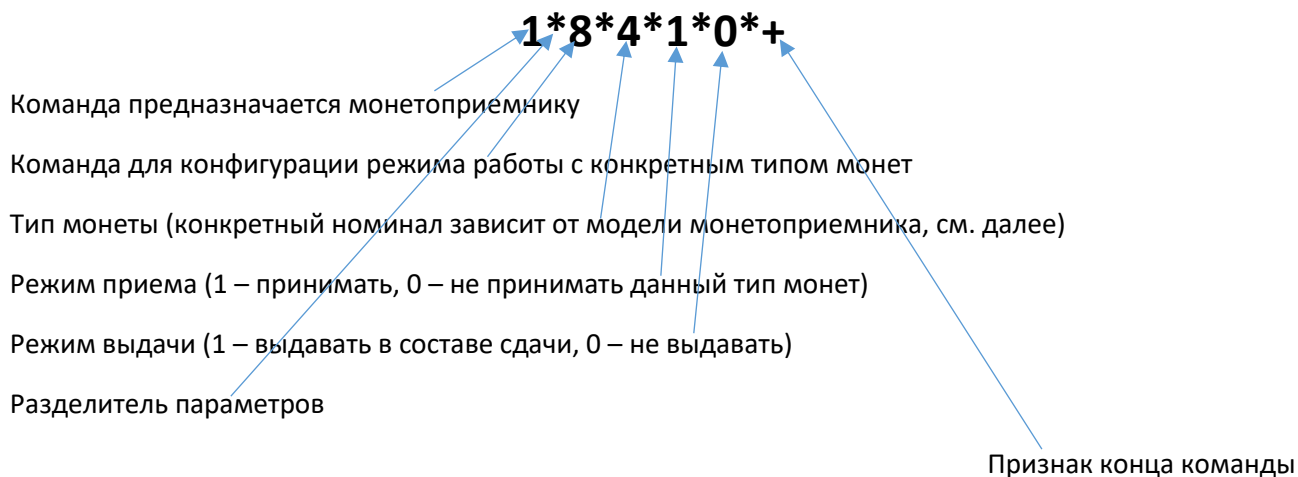 1*8*4*1*0*+
Команда предназначается монетоприемнику
Команда для конфигурации режима работы с конкретным типом монет
Тип монеты (конкретный номинал зависит от модели монетоприемника, см. далее)
Режим приема (1 – принимать, 0 – не принимать данный тип монет)
Режим выдачи (1 – выдавать в составе сдачи, 0 – не выдавать)
Разделитель параметров
Признак конца команды